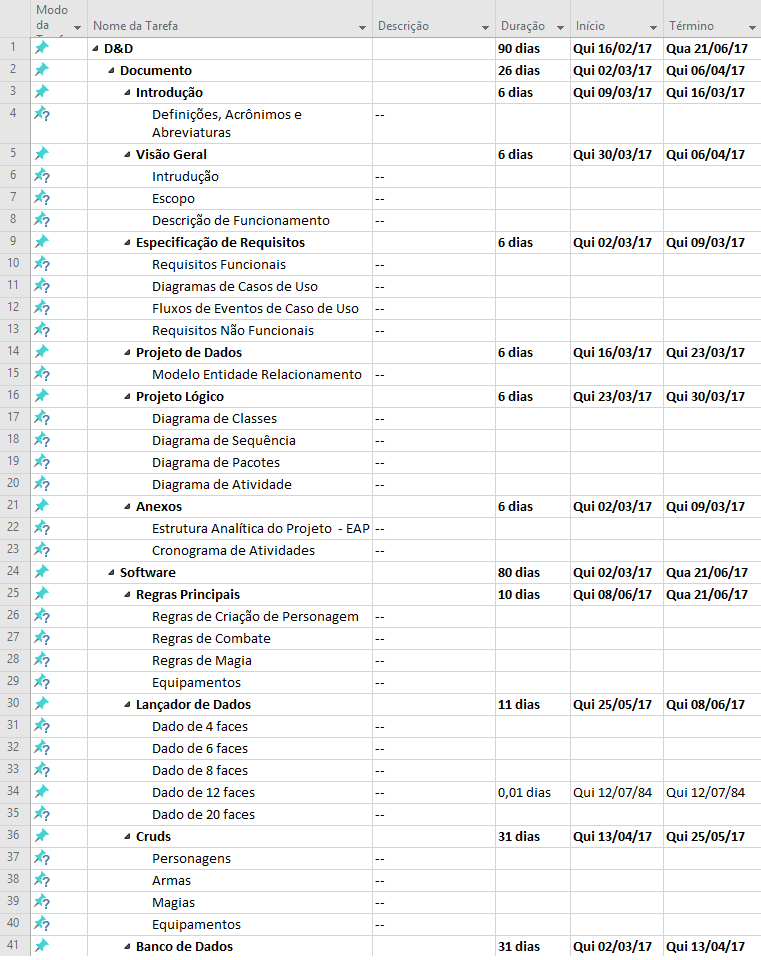 Modo
da
Nome da Tarefa Descrição Duração Início Término
1 D&D 90 dias Qui 16/02/17 Qua 21/06/17
2 Documento 26 dias Qui 02/03/17 Qui 06/04/17
3 Introdução 6 dias Qui 09/03/17 Qui 16/03/17
4 Definições, Acrônimos e --
Abreviaturas
5 Visão Geral 6 dias Qui 30/03/17 Qui 06/04/17
6 Intrudução --
7 Escopo --
8 Descrição de Funcionamento --
9 Especificação de Requisitos 6 dias Qui 02/03/17 Qui 09/03/17
10 Requisitos Funcionais --
11 Diagramas de Casos de Uso --
12 Fluxos de Eventos de Caso de Uso --
13 Requisitos Não Funcionais --
14 Projeto de Dados 6 dias Qui 16/03/17 Qui 23/03/17
15 Modelo Entidade Relacionamento --
16 Projeto Lógico 6 dias Qui 23/03/17 Qui 30/03/17
17 Diagrama de Classes --
18 Diagrama de Sequência --
19 Diagrama de Pacotes --
20 Diagrama de Atividade --
21 Anexos 6 dias Qui 02/03/17 Qui 09/03/17
22 Estrutura Analítica do Projeto - EAP --
23 Cronograma de Atividades --
24 Software 80 dias Qui 02/03/17 Qua 21/06/17
25 Regras Principais 10 dias Qui 08/06/17 Qua 21/06/17
26 Regras de Criação de Personagem --
27 Regras de Combate --
28 Regras de Magia --
29 Equipamentos --
30 Lançador de Dados 11 dias Qui 25/05/17 Qui 08/06/17
31 Dado de 4 faces --
32 Dado de 6 faces --
33 Dado de 8 faces --
34 Dado de 12 faces -- 0,01 dias Qui 12/07/84 Qui 12/07/84
35 Dado de 20 faces --
36 Cruds 31 dias Qui 13/04/17 Qui 25/05/17
37 Personagens --
38 Armas --
39 Magias --
40 Equipamentos --
41 Banco de Dados 31 dias Qui 02/03/17 Qui 13/04/17